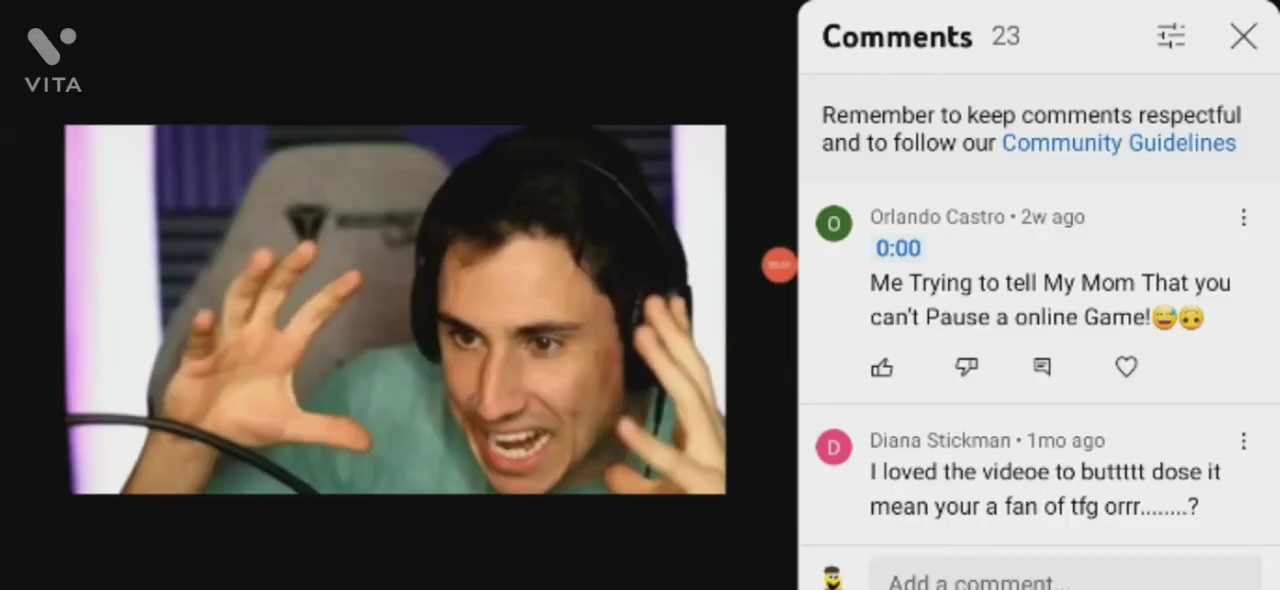 VITA
Comments 23
Remember to keep comments respectful
and to follow our Community Guidelines
O
Orlando Castro • 2w ago
0:00
Me Trying to tell My Mom That you
can't Pause a online Game!😅🙃
D
Diana Stickman • 1mo ago
I loved the videoe to buttttt dose it
mean your a fan of tfg orrr........?
Add a comment...